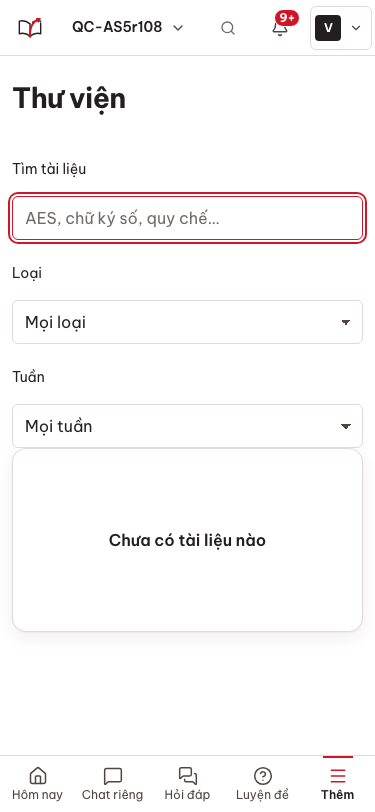 QC-AS5r108
9+
V
Thư viện
Tìm tài liệu
AES, chữ ký số, quy chế...
Loại
Mọi loại
Tuần
Mọi tuần
Chưa có tài liệu nào
Hôm nay
Chat riêng
Hỏi đáp
Luyện đề
Thêm